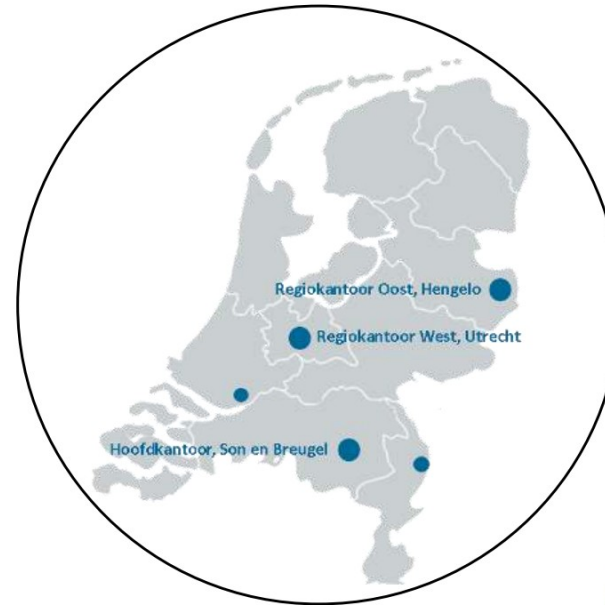 Regiokantoor Oost, Hengelo
Regiokantoor West, Utrecht
Hoofdkantoor, Son en Breugel